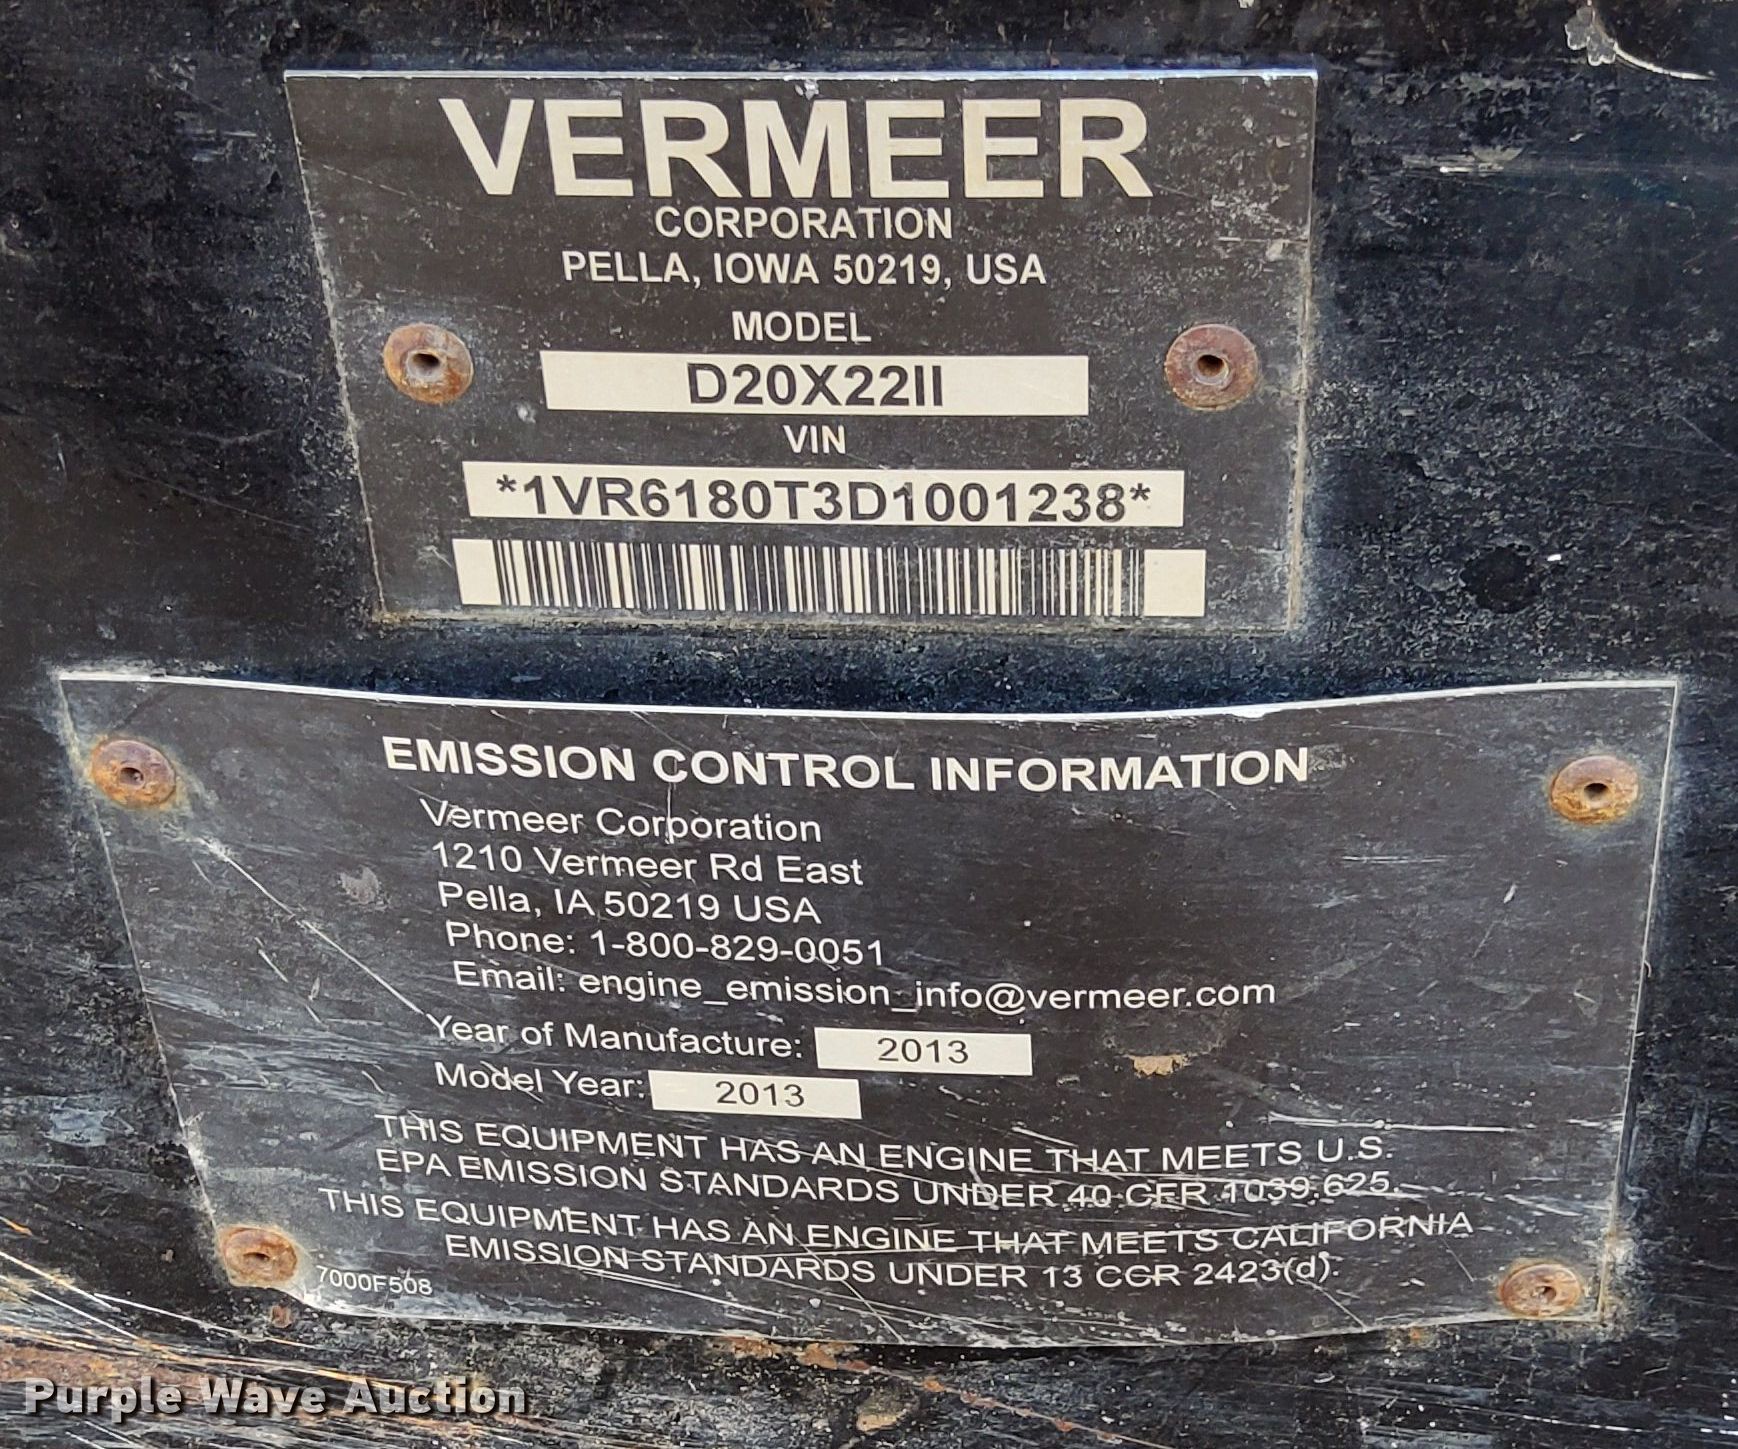 VERMEER
CORPORATION
PELLA, IOWA 50219, USA
MODEL
D20X22II
VIN
*1VR6180T3D1001238*
EMISSION CONTROL INFORMATION
Vermeer Corporation
1210 Vermeer Rd East
Pella, IA 50219 USA
Phone: 1-800-829-0051
Email: engine_emission_info@vermeer.com
Year of Manufacture: 2013
Model Year: 2013
THIS EQUIPMENT HAS AN ENGINE THAT MEETS U.S.
EPA EMISSION STANDARDS UNDER 40 CFR 1039.625.
THIS EQUIPMENT HAS AN ENGINE THAT MEETS CALIFORNIA
EMISSION STANDARDS UNDER 13 CCR 2423(d).
7000F508
Purple Wave Auction